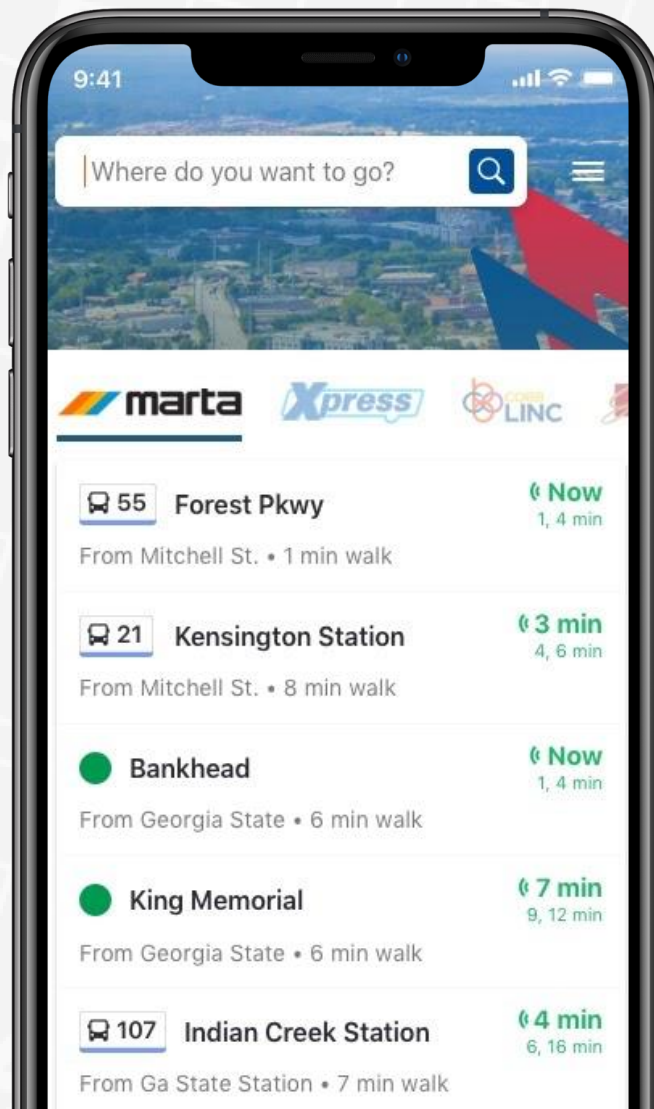 9:41
Where do you want to go?
marta Xpress COBB LINC
55 Forest Pkwy Now
1, 4 min
From Mitchell St. • 1 min walk
21 Kensington Station 3 min
4, 6 min
From Mitchell St. • 8 min walk
Bankhead Now
1, 4 min
From Georgia State • 6 min walk
King Memorial 7 min
9, 12 min
From Georgia State • 6 min walk
107 Indian Creek Station 4 min
6, 16 min
From Ga State Station • 7 min walk